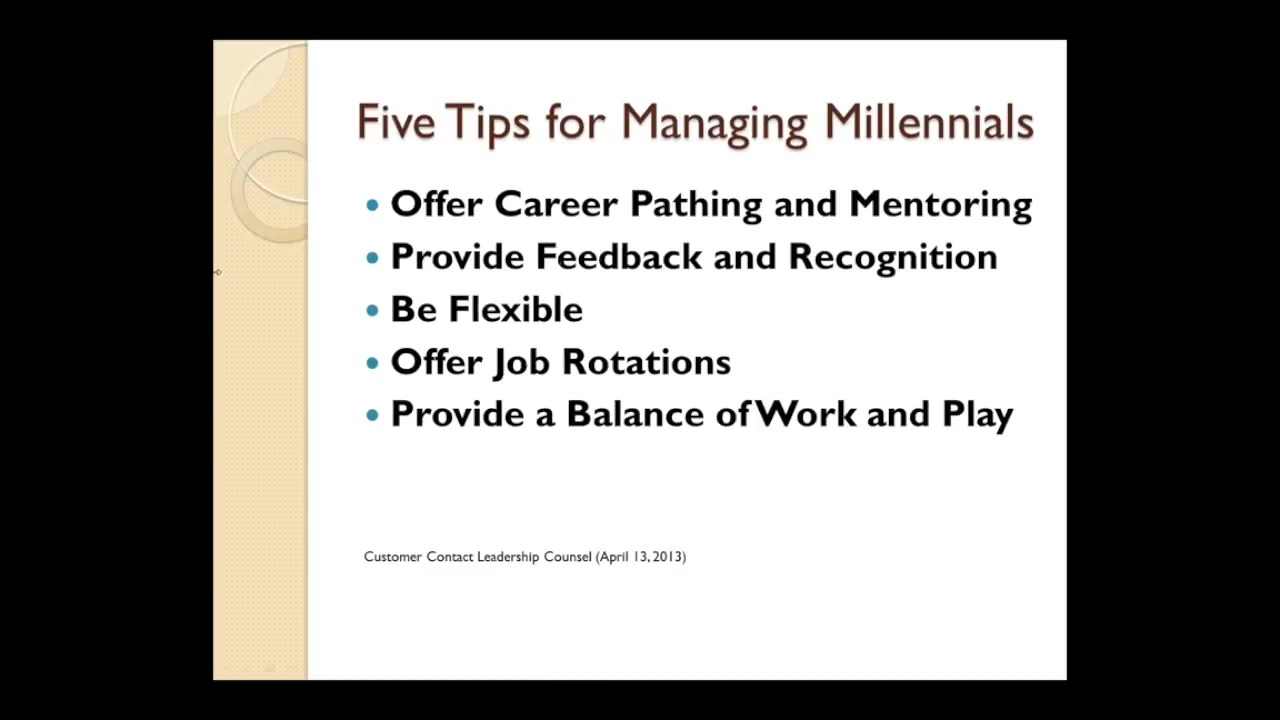 Five Tips for Managing Millennials
• Offer Career Pathing and Mentoring
• Provide Feedback and Recognition
• Be Flexible
• Offer Job Rotations
• Provide a Balance of Work and Play
Customer Contact Leadership Counsel (April 13, 2013)